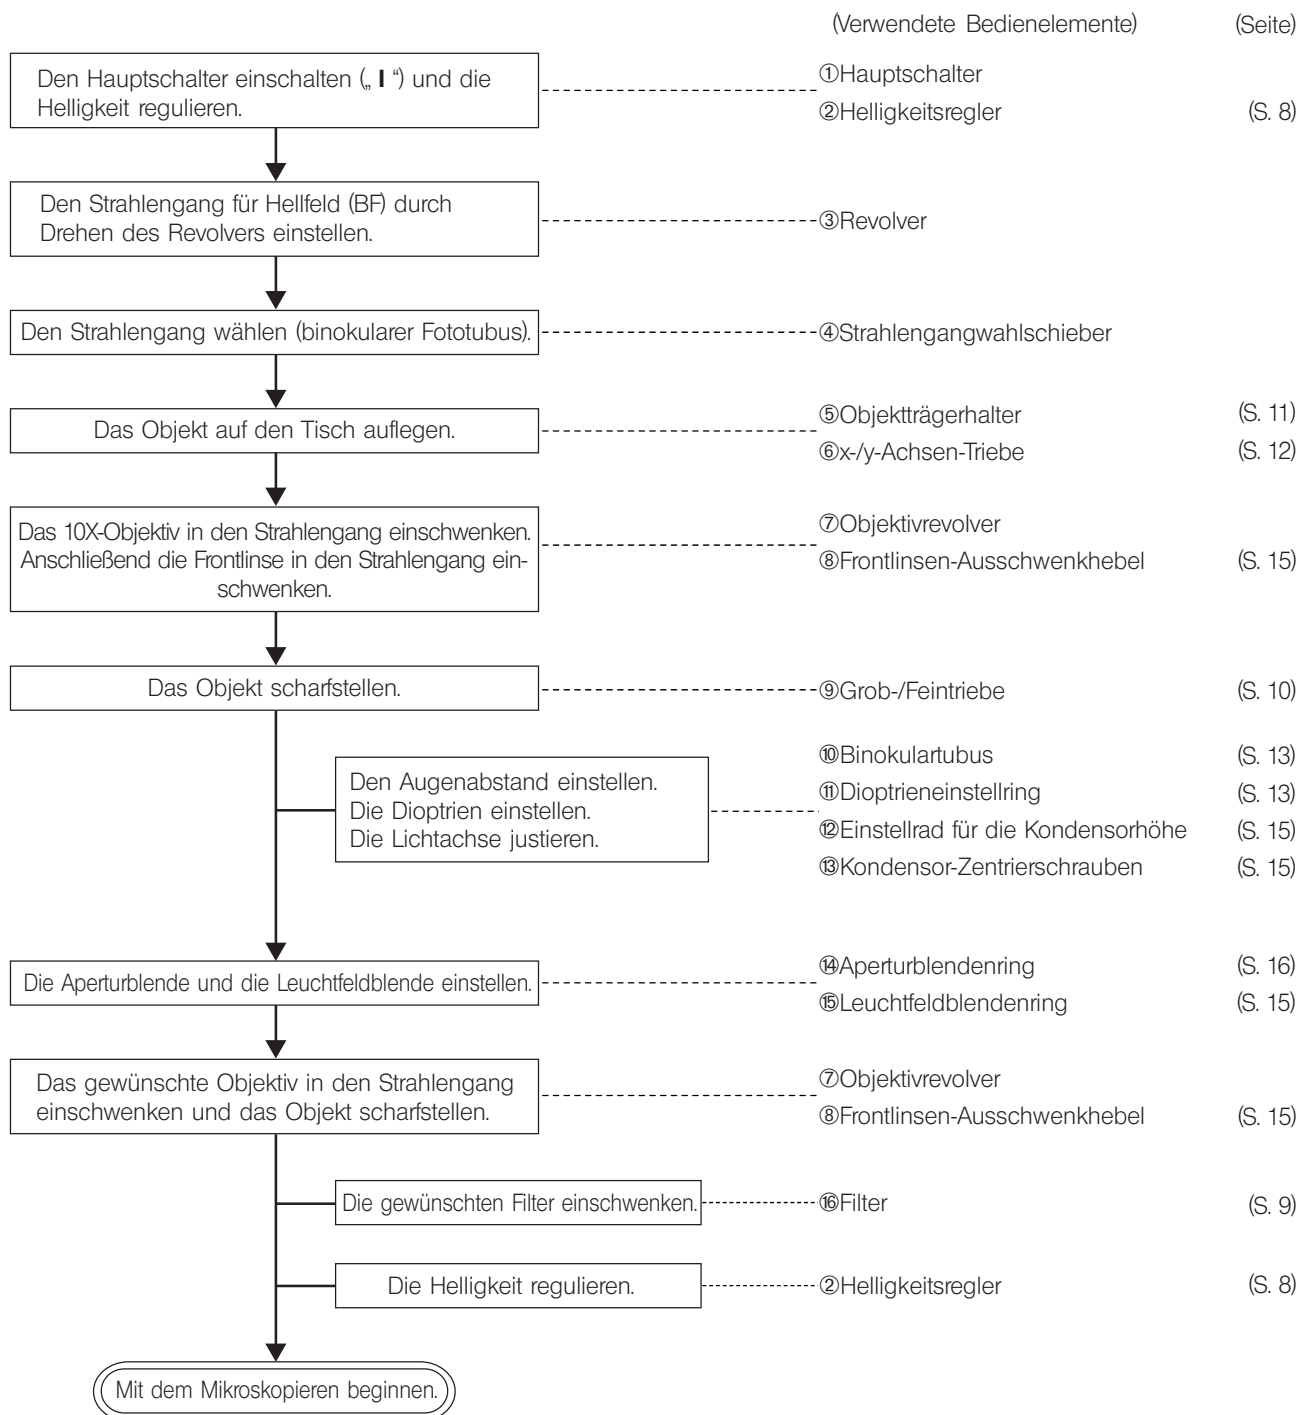 (Verwendete Bedienelemente) (Seite)
Den Hauptschalter einschalten („ I “) und die
Helligkeit regulieren.
①Hauptschalter
②Helligkeitsregler (S. 8)
Den Strahlengang für Hellfeld (BF) durch
Drehen des Revolvers einstellen.
③Revolver
Den Strahlengang wählen (binokularer Fototubus).
④Strahlengangwahlschieber
Das Objekt auf den Tisch auflegen.
⑤Objektträgerhalter (S. 11)
⑥x-/y-Achsen-Triebe (S. 12)
Das 10X-Objektiv in den Strahlengang einschwenken.
Anschließend die Frontlinse in den Strahlengang ein-
schwenken.
⑦Objektivrevolver
⑧Frontlinsen-Ausschwenkhebel (S. 15)
Das Objekt scharfstellen.
⑨Grob-/Feintriebe (S. 10)
Den Augenabstand einstellen.
Die Dioptrien einstellen.
Die Lichtachse justieren.
⑩Binokulartubus (S. 13)
⑪Dioptrieneinstellring (S. 13)
⑫Einstellrad für die Kondensorhöhe (S. 15)
⑬Kondensor-Zentrierschrauben (S. 15)
Die Aperturblende und die Leuchtfeldblende einstellen.
⑭Aperturblendenring (S. 16)
⑮Leuchtfeldblendenring (S. 15)
Das gewünschte Objektiv in den Strahlengang
einschwenken und das Objekt scharfstellen.
⑦Objektivrevolver
⑧Frontlinsen-Ausschwenkhebel (S. 15)
Die gewünschten Filter einschwenken.
⑯Filter (S. 9)
Die Helligkeit regulieren.
②Helligkeitsregler (S. 8)
Mit dem Mikroskopieren beginnen.